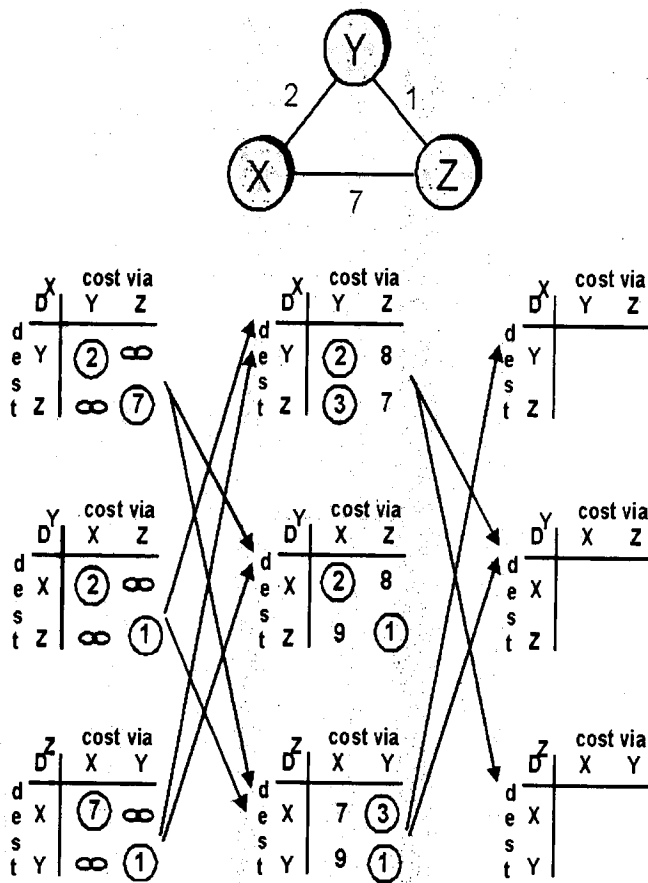 Y
2 1
X Z
7
D X cost via
Y Z
dest
Y 2 ∞
Z ∞ 7
D X cost via
Y Z
dest
Y 2 8
Z 3 7
D X cost via
Y Z
dest
Y
Z
D Y cost via
X Z
dest
X 2 ∞
Z ∞ 1
D Y cost via
X Z
dest
X 2 8
Z 9 1
D Y cost via
X Z
dest
X
Z
D Z cost via
X Y
dest
X 7 ∞
Y ∞ 1
D Z cost via
X Y
dest
X 7 3
Y 9 1
D Z cost via
X Y
dest
X
Y